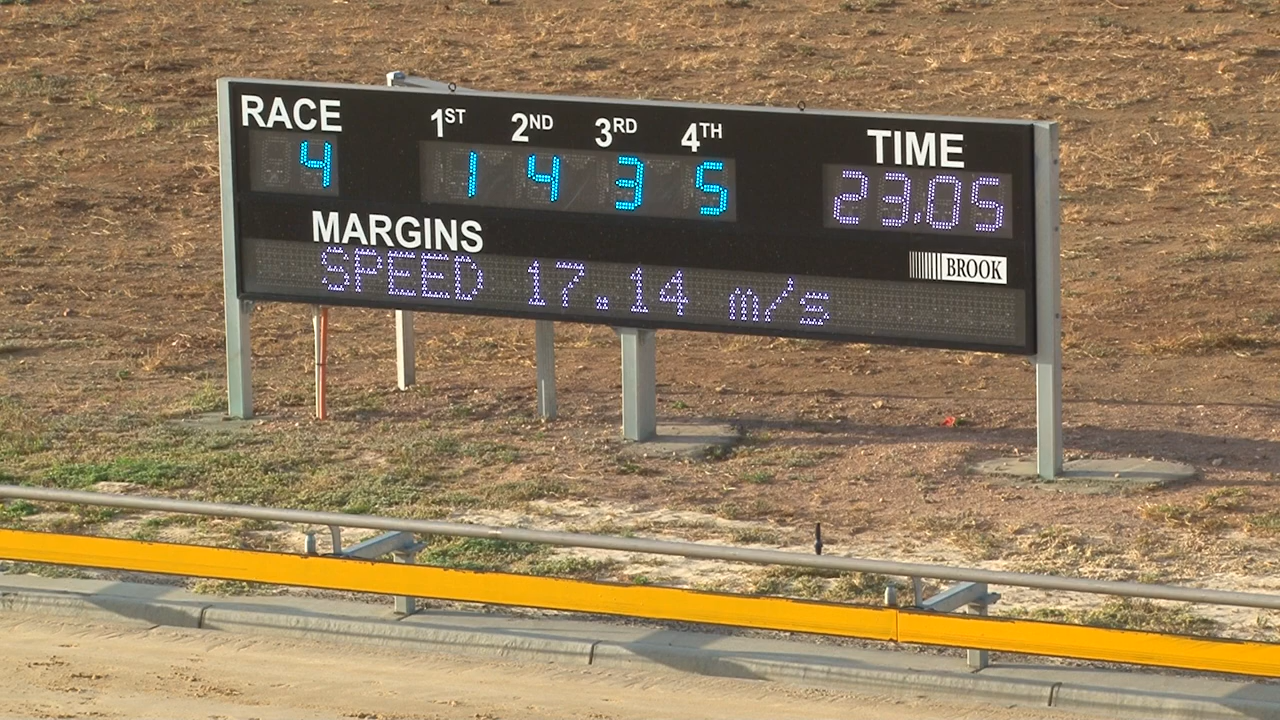 RACE 1ST 2ND 3RD 4TH TIME
4 1 4 3 5 23.05
MARGINS
BROOK
SPEED 17.14 m/s